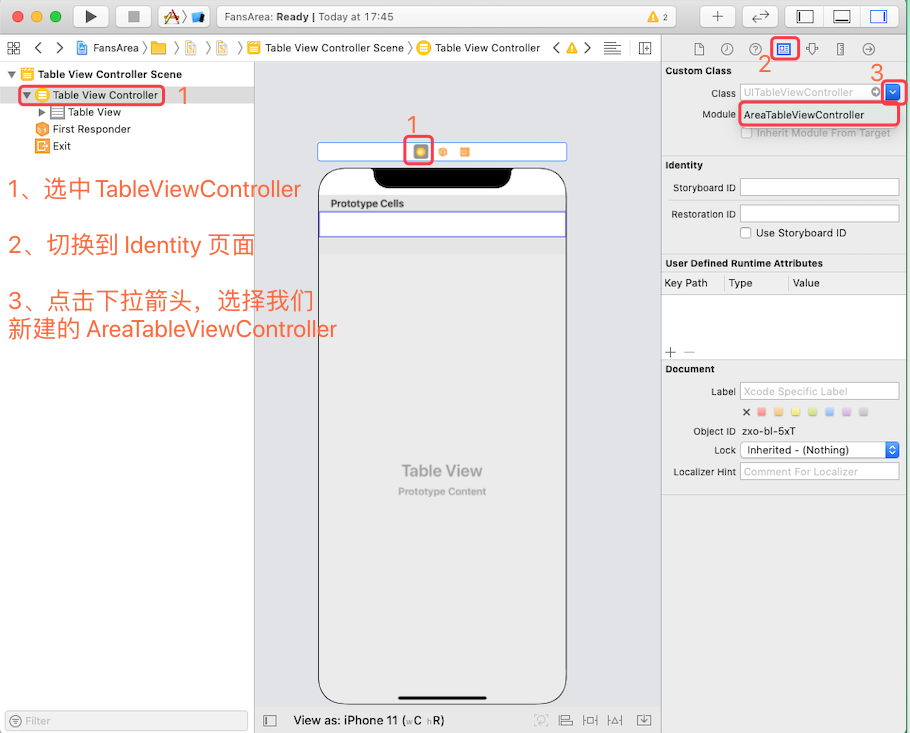 FansArea: Ready | Today at 17:45
2
FansArea
Table View Controller Scene
Table View Controller
Table View Controller Scene
Table View Controller
1
Table View
First Responder
Exit
1、选中 TableViewController
2、切换到 Identity 页面
3、点击下拉箭头，选择我们
新建的 AreaTableViewController
Filter
1
Prototype Cells
Table View
Prototype Content
View as: iPhone 11 (wC hR)
2
3
Custom Class
Class UITableViewController
Module AreaTableViewController
Inherit Module From Target
Identity
Storyboard ID
Restoration ID
Use Storyboard ID
User Defined Runtime Attributes
Key Path Type Value
Document
Label Xcode Specific Label
Object ID zxo-bl-5xT
Lock Inherited - (Nothing)
Localizer Hint Comment For Localizer